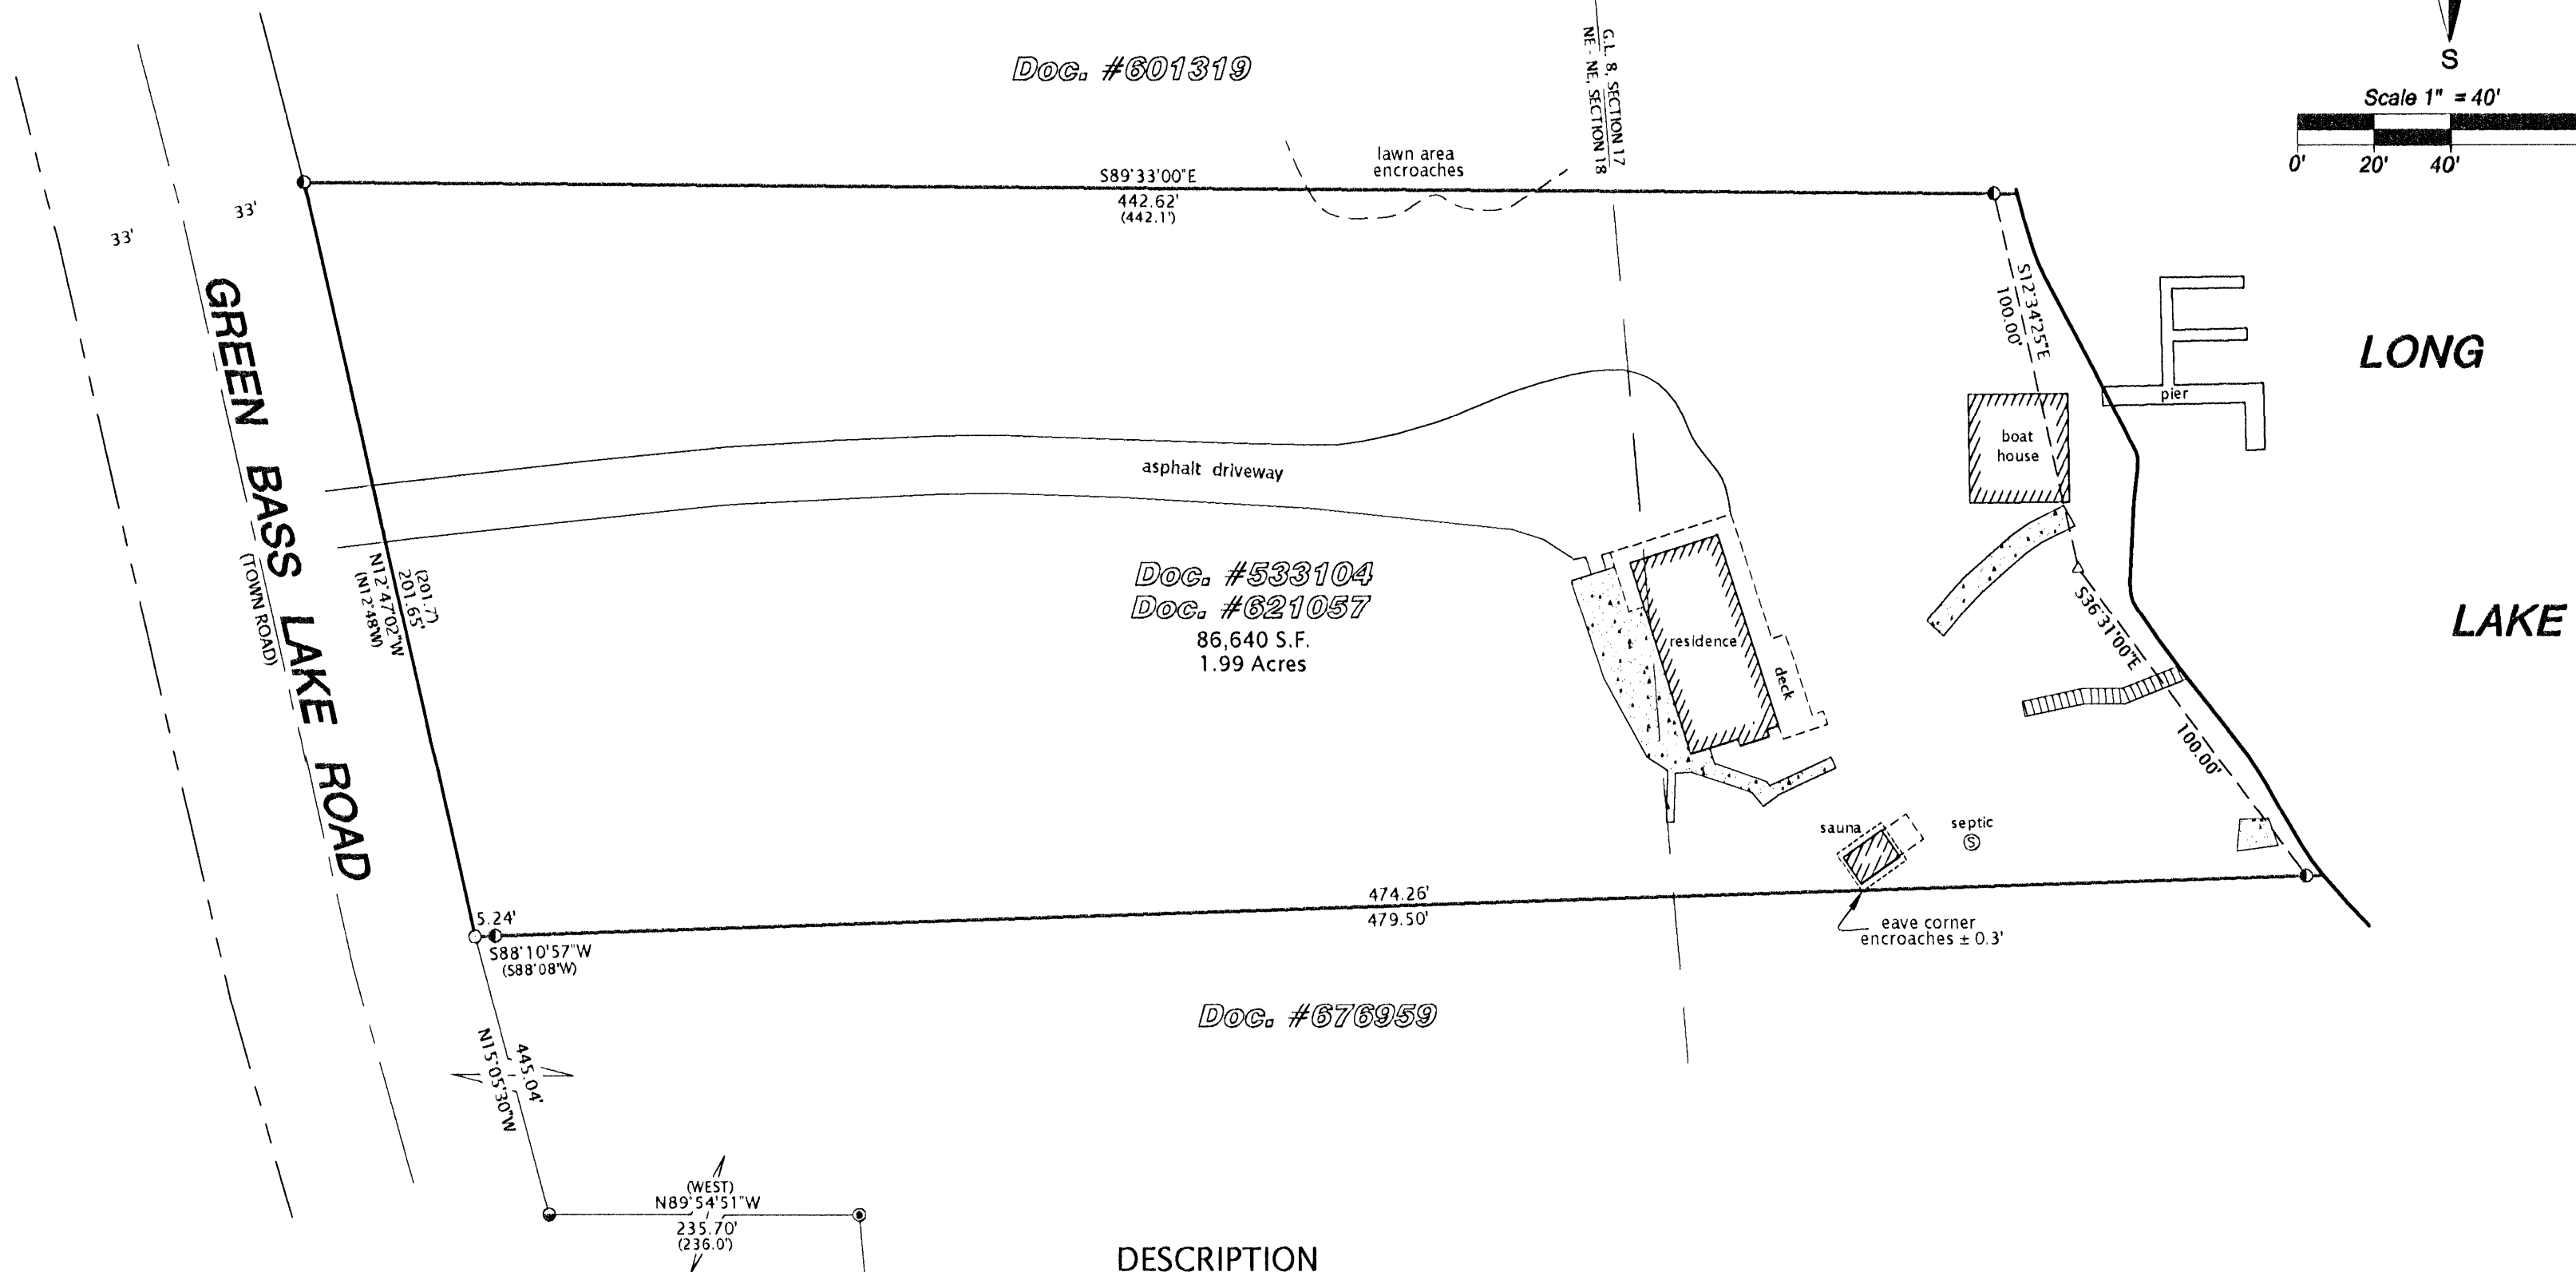 S
Scale 1" = 40'
0' 20' 40'
Doc. #601319
G.L. 8, SECTION 17
NE - NE, SECTION 18
lawn area
encroaches
S89°33'00"E
442.62'
(442.1')
33'
33'
GREEN BASS LAKE ROAD
(TOWN ROAD)
S12°34'25"E
100.00'
LONG
LAKE
pier
boat
house
asphalt driveway
(201.7')
201.65'
N12°47'02"W
(N12°48'W)
Doc. #533104
Doc. #621057
86,640 S.F.
1.99 Acres
residence
deck
S36°31'00"E
100.00'
sauna
septic
S
5.24'
S88°10'57"W
(S88°08'W)
474.26'
479.50'
eave corner
encroaches ± 0.3'
Doc. #676959
445.04'
N15°05'30"W
(WEST)
N89°54'51"W
235.70'
(236.0')
DESCRIPTION